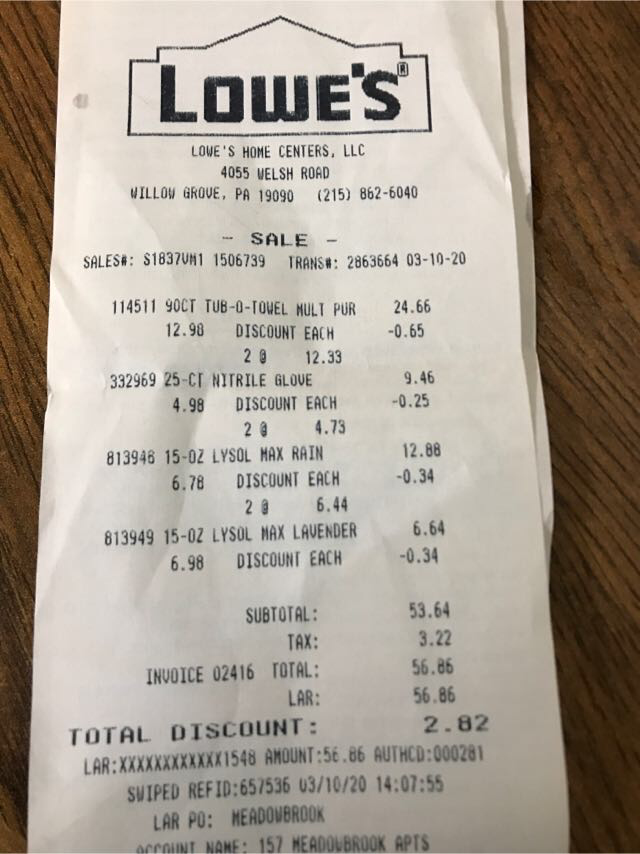 LOWE'S®
LOWE'S HOME CENTERS, LLC
4055 WELSH ROAD
WILLOW GROVE, PA 19090 (215) 862-6040
- SALE -
SALES#: S1837VM1 1506739 TRANS#: 2863664 03-10-20
114511 90CT TUB-O-TOWEL MULT PUR 24.66
12.98 DISCOUNT EACH -0.65
2 @ 12.33
332969 25-CT NITRILE GLOVE 9.46
4.98 DISCOUNT EACH -0.25
2 @ 4.73
813948 15-OZ LYSOL MAX RAIN 12.88
6.78 DISCOUNT EACH -0.34
2 @ 6.44
813949 15-OZ LYSOL MAX LAVENDER 6.64
6.98 DISCOUNT EACH -0.34
SUBTOTAL: 53.64
TAX: 3.22
INVOICE 02416 TOTAL: 56.86
LAR: 56.86
TOTAL DISCOUNT: 2.82
LAR:XXXXXXXXXXXX1548 AMOUNT:56.86 AUTHCD:000281
SWIPED REFID:657536 03/10/20 14:07:55
LAR PO: MEADOWBROOK
ACCOUNT NAME: 157 MEADOWBROOK APTS